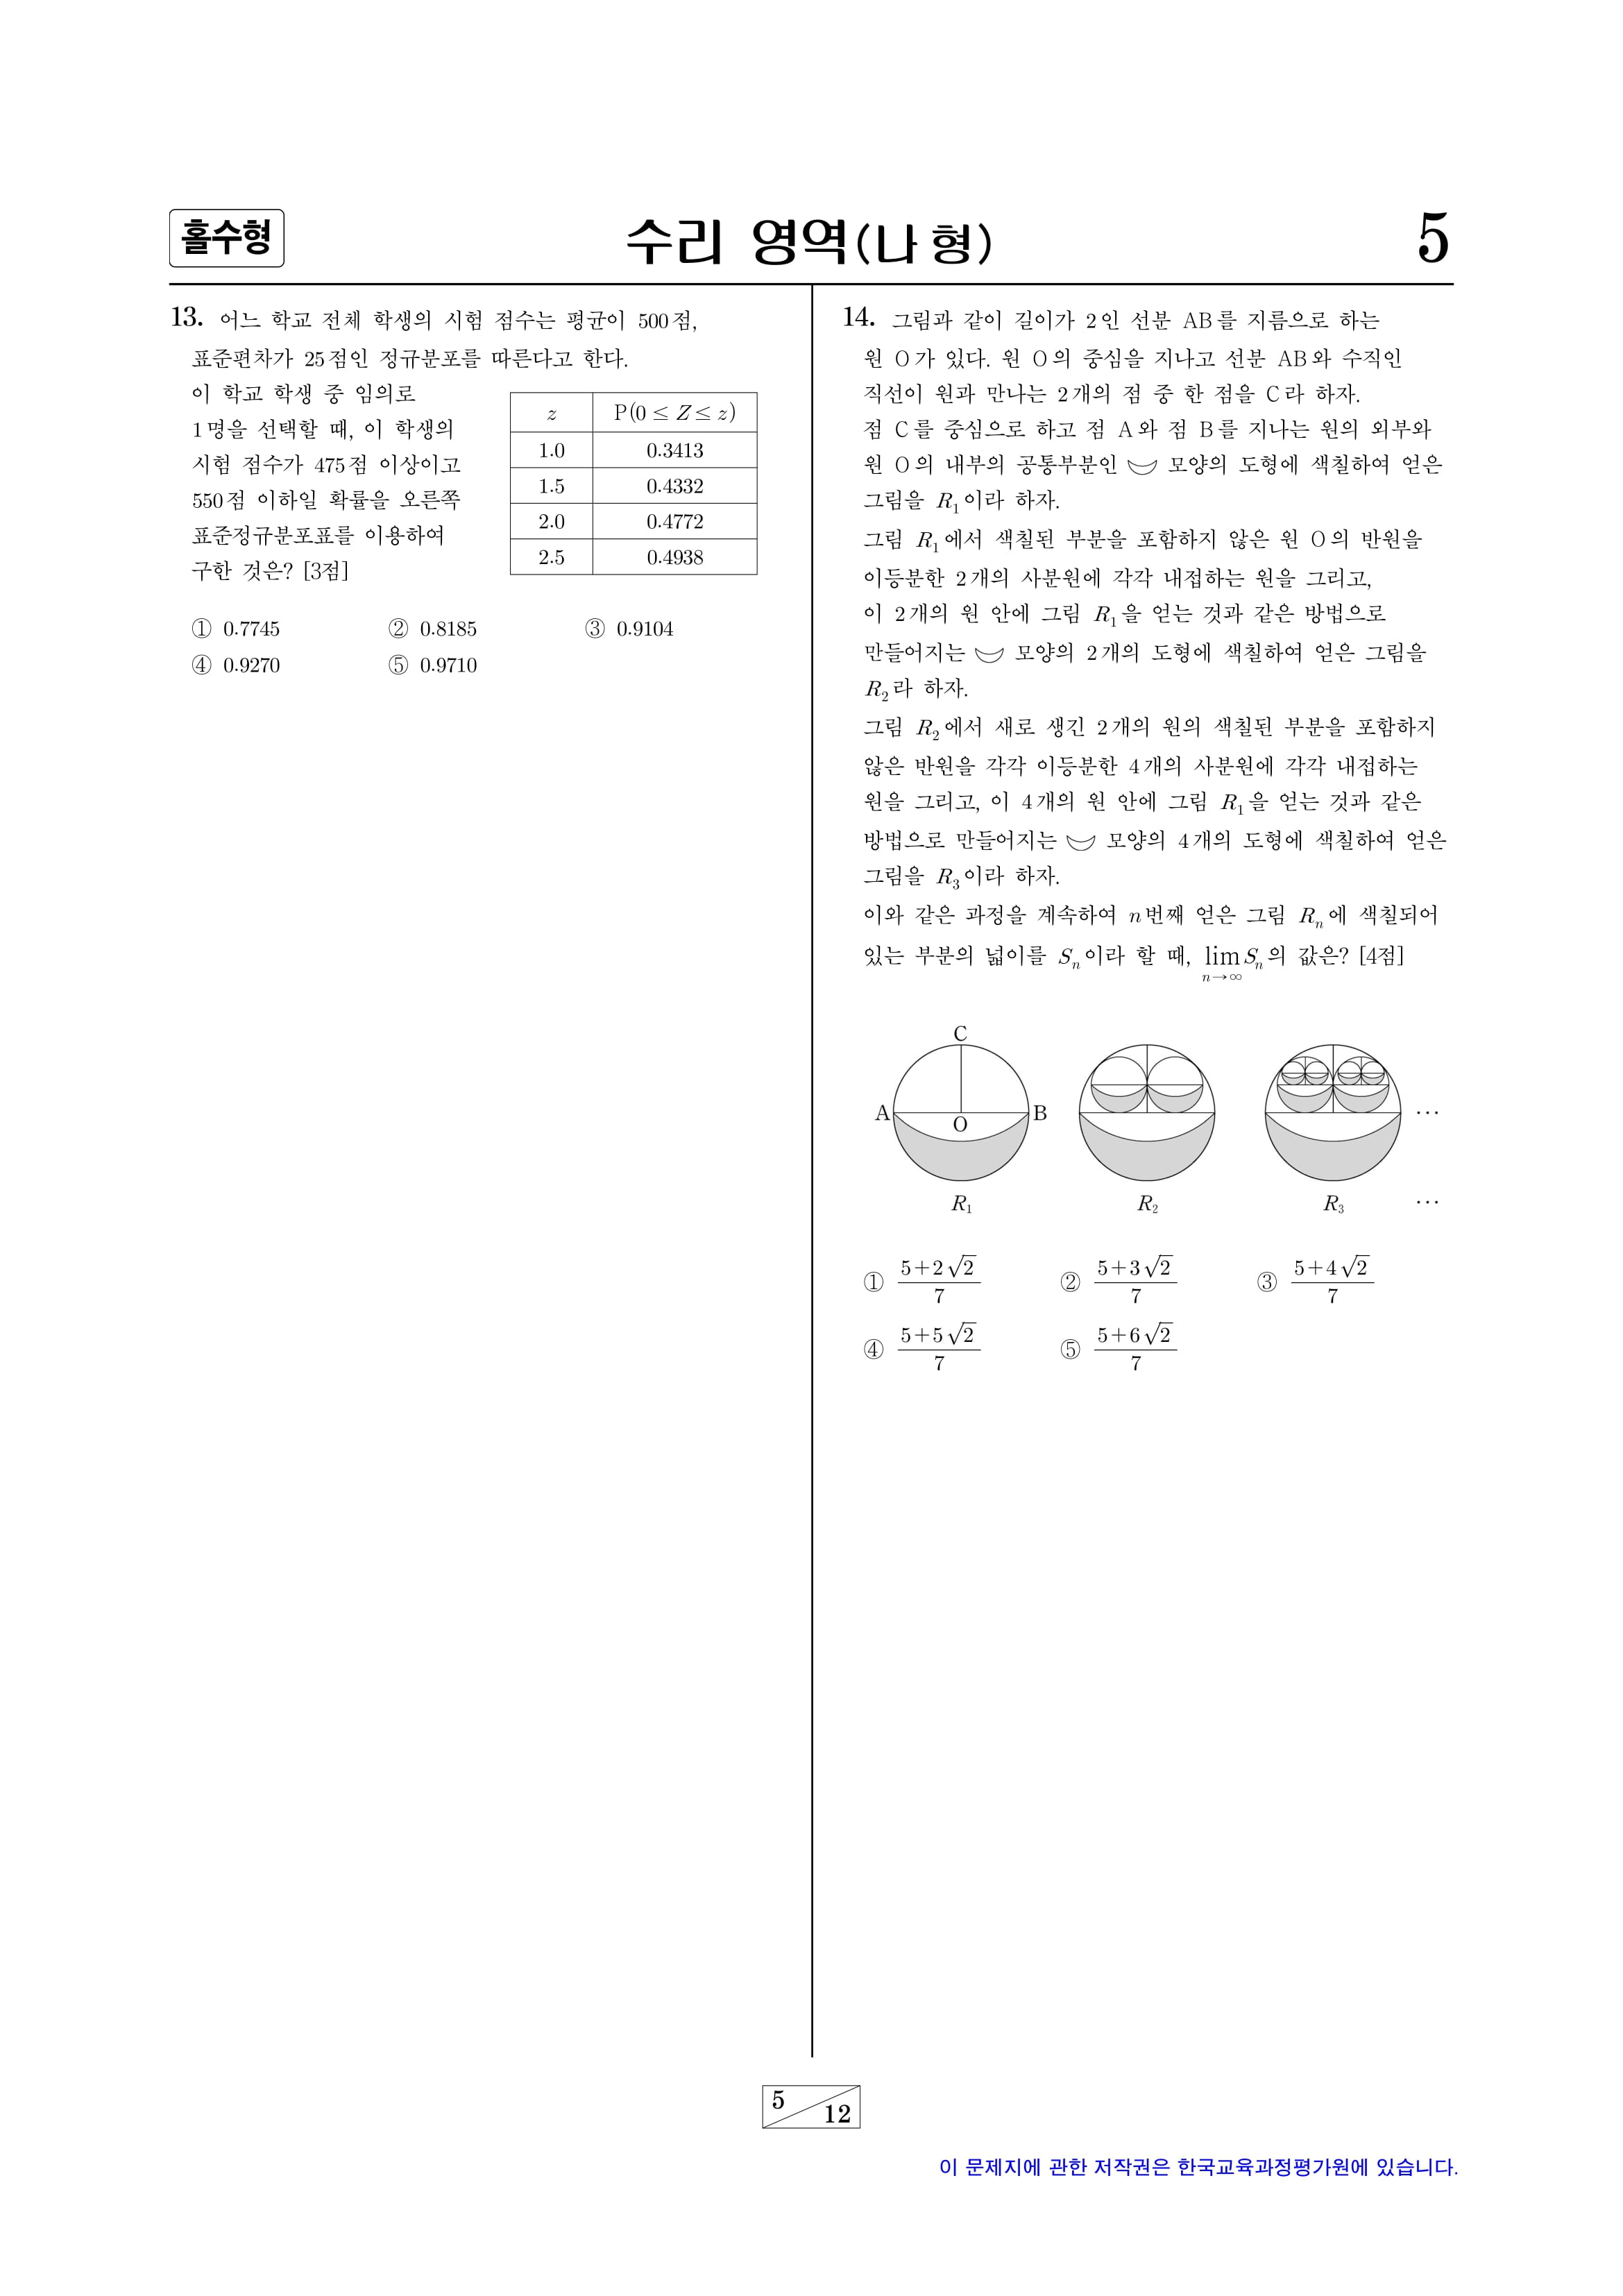 홀수형
수리 영역(나 형)
5
13. 어느 학교 전체 학생의 시험 점수는 평균이 500점,
표준편차가 25점인 정규분포를 따른다고 한다.
이 학교 학생 중 임의로
1명을 선택할 때, 이 학생의
시험 점수가 475점 이상이고
550점 이하일 확률을 오른쪽
표준정규분포표를 이용하여
구한 것은? [3점]
z P(0 ≤ Z ≤ z)
1.0 0.3413
1.5 0.4332
2.0 0.4772
2.5 0.4938
① 0.7745 ② 0.8185 ③ 0.9104
④ 0.9270 ⑤ 0.9710
14. 그림과 같이 길이가 2인 선분 AB를 지름으로 하는
원 O가 있다. 원 O의 중심을 지나고 선분 AB와 수직인
직선이 원과 만나는 2개의 점 중 한 점을 C라 하자.
점 C를 중심으로 하고 점 A와 점 B를 지나는 원의 외부와
원 O의 내부의 공통부분인 모양의 도형에 색칠하여 얻은
그림을 R₁이라 하자.
그림 R₁에서 색칠된 부분을 포함하지 않은 원 O의 반원을
이등분한 2개의 사분원에 각각 내접하는 원을 그리고,
이 2개의 원 안에 그림 R₁을 얻는 것과 같은 방법으로
만들어지는 모양의 2개의 도형에 색칠하여 얻은 그림을
R₂라 하자.
그림 R₂에서 새로 생긴 2개의 원의 색칠된 부분을 포함하지
않은 반원을 각각 이등분한 4개의 사분원에 각각 내접하는
원을 그리고, 이 4개의 원 안에 그림 R₁을 얻는 것과 같은
방법으로 만들어지는 모양의 4개의 도형에 색칠하여 얻은
그림을 R₃이라 하자.
이와 같은 과정을 계속하여 n번째 얻은 그림 Rₙ에 색칠되어
있는 부분의 넓이를 Sₙ이라 할 때, lim n→∞ Sₙ의 값은? [4점]
C
A O B ···
R₁ R₂ R₃ ···
① (5+2√2)/7 ② (5+3√2)/7 ③ (5+4√2)/7
④ (5+5√2)/7 ⑤ (5+6√2)/7
5 12
이 문제지에 관한 저작권은 한국교육과정평가원에 있습니다.